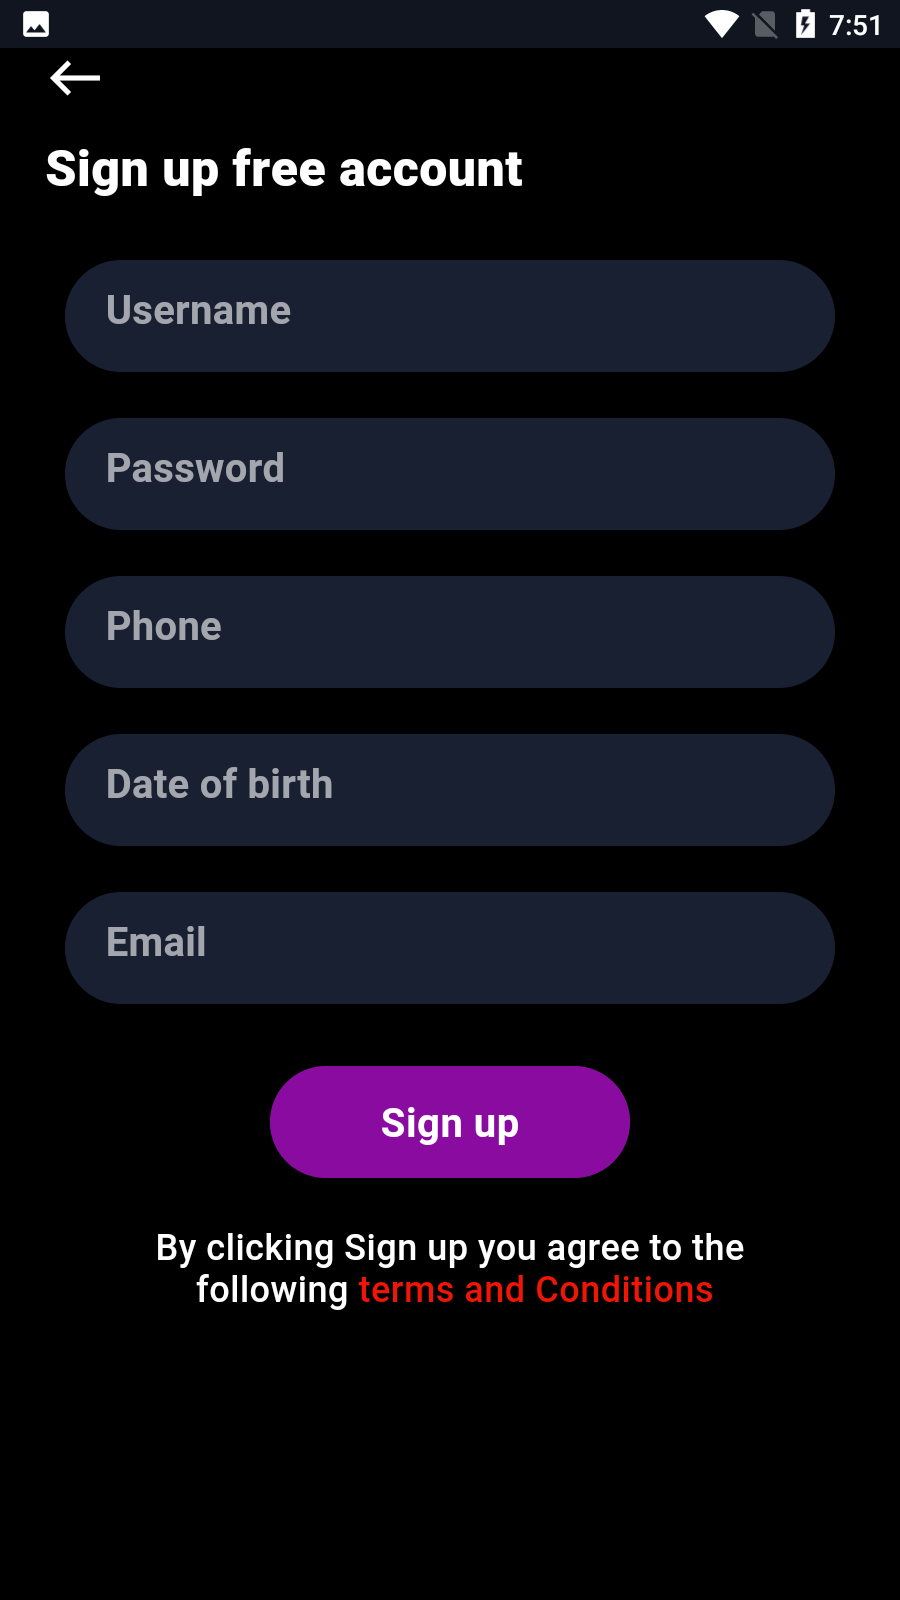 7:51
Sign up free account
Username
Password
Phone
Date of birth
Email
Sign up
By clicking Sign up you agree to the
following terms and Conditions